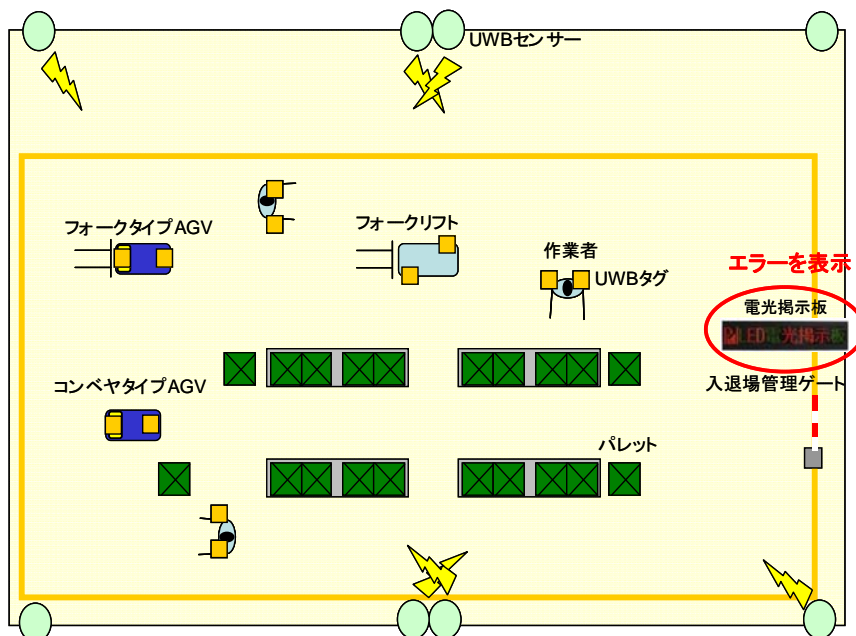 UWBセンサー
フォークタイプAGV
フォークリフト
作業者
UWBタグ
エラーを表示
電光掲示板
LED電光掲示板
入退場管理ゲート
コンベヤタイプAGV
パレット